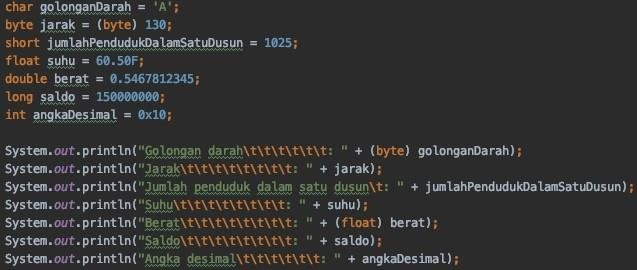 char golonganDarah = 'A';
byte jarak = (byte) 130;
short jumlahPendudukDalamSatuDusun = 1025;
float suhu = 60.50F;
double berat = 0.5467812345;
long saldo = 150000000;
int angkaDesimal = 0x10;
System.out.println("Golongan darah\t\t\t\t\t\t: " + (byte) golonganDarah);
System.out.println("Jarak\t\t\t\t\t\t\t\t: " + jarak);
System.out.println("Jumlah penduduk dalam satu dusun\t: " + jumlahPendudukDalamSatuDusun);
System.out.println("Suhu\t\t\t\t\t\t\t\t: " + suhu);
System.out.println("Berat\t\t\t\t\t\t\t\t: " + (float) berat);
System.out.println("Saldo\t\t\t\t\t\t\t\t: " + saldo);
System.out.println("Angka desimal\t\t\t\t\t\t: " + angkaDesimal);